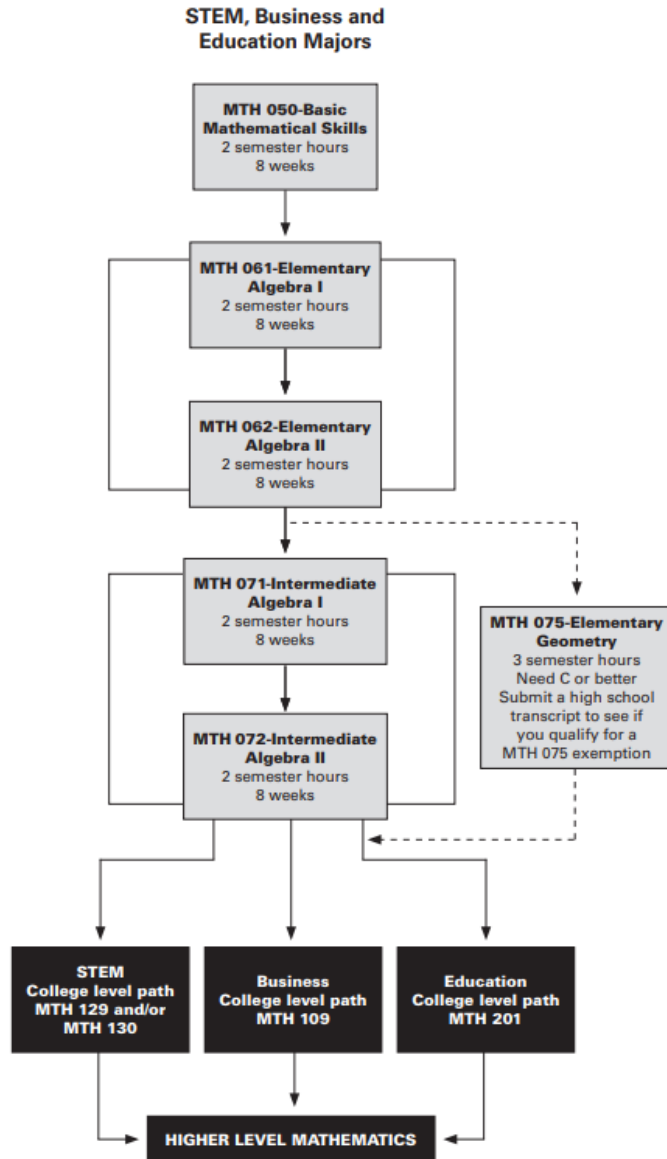 STEM, Business and
Education Majors
MTH 050-Basic
Mathematical Skills
2 semester hours
8 weeks
MTH 061-Elementary
Algebra I
2 semester hours
8 weeks
MTH 062-Elementary
Algebra II
2 semester hours
8 weeks
MTH 071-Intermediate
Algebra I
2 semester hours
8 weeks
MTH 075-Elementary
Geometry
3 semester hours
Need C or better
Submit a high school
transcript to see if
you qualify for a
MTH 075 exemption
MTH 072-Intermediate
Algebra II
2 semester hours
8 weeks
STEM
College level path
MTH 129 and/or
MTH 130
Business
College level path
MTH 109
Education
College level path
MTH 201
HIGHER LEVEL MATHEMATICS